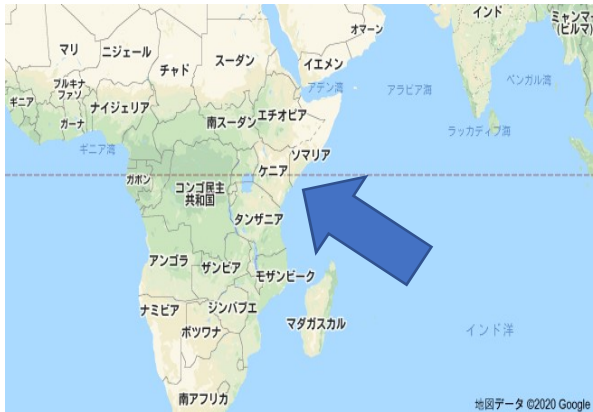 インド
ミャンマー
(ビルマ)
オマーン
マリ
ニジェール
スーダン
イエメン
チャド
アデン湾
アラビア海
ベンガル湾
ブルキナ
ファソ
ギニア
ナイジェリア
南スーダン
エチオピア
ガーナ
ラッカディブ海
ギニア湾
ソマリア
ケニア
ガボン
コンゴ民主
共和国
タンザニア
アンゴラ
ザンビア
モザンビーク
ナミビア
ジンバブエ
マダガスカル
ボツワナ
インド洋
南アフリカ
地図データ ©2020 Google